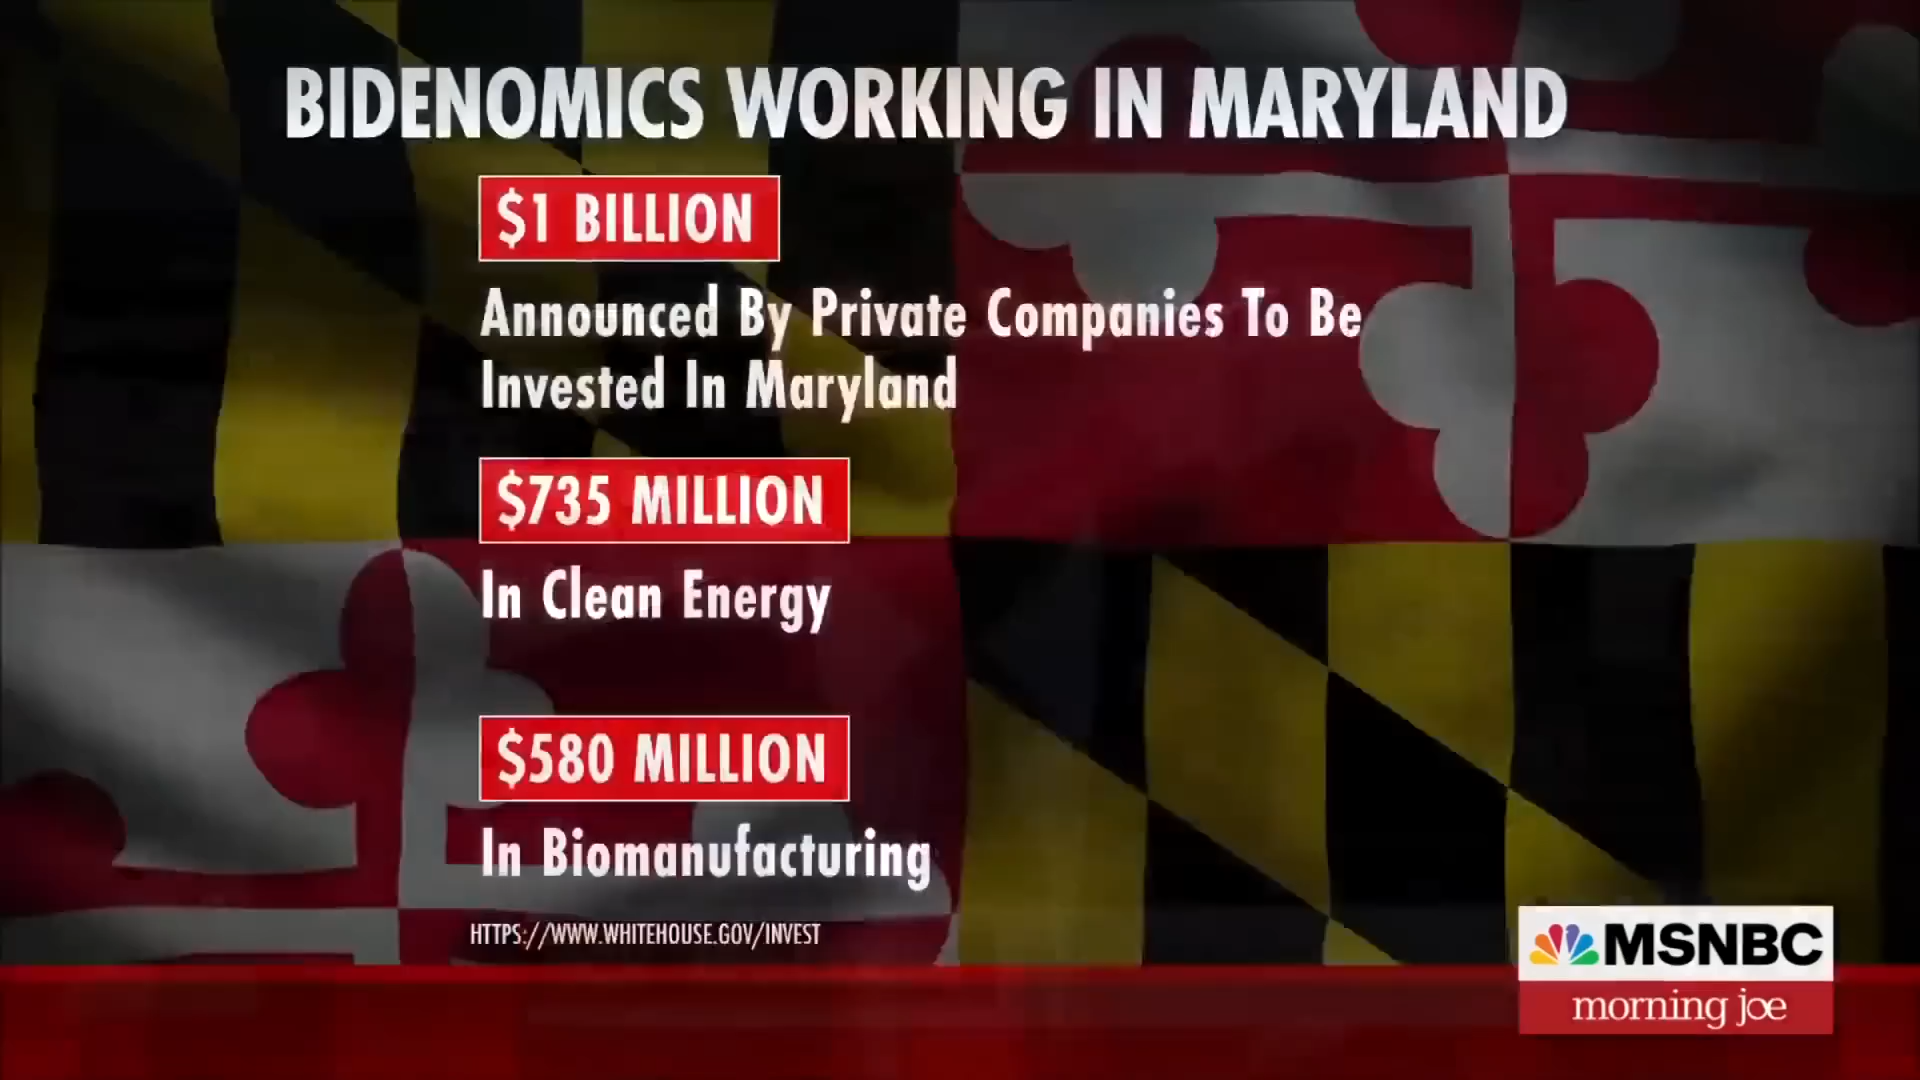 BIDENOMICS WORKING IN MARYLAND
$1 BILLION
Announced By Private Companies To Be
Invested In Maryland
$735 MILLION
In Clean Energy
$580 MILLION
In Biomanufacturing
HTTPS://WWW.WHITEHOUSE.GOV/INVEST
MSNBC
morning joe